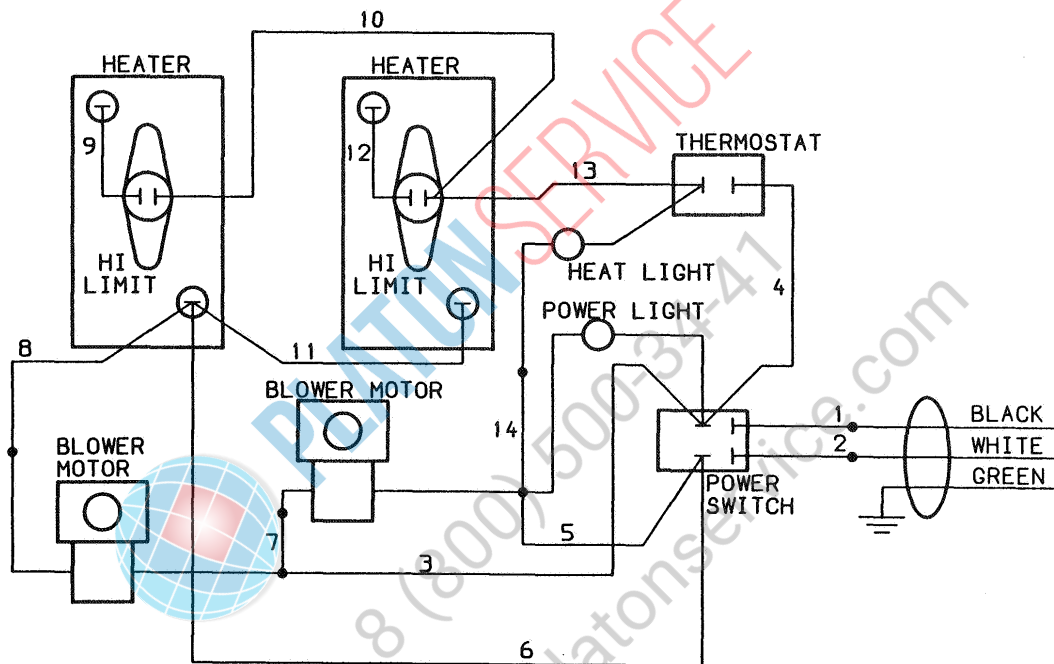 10
HEATER
HEATER
THERMOSTAT
9
12
13
HI
LIMIT
HI
LIMIT
HEAT LIGHT
4
POWER LIGHT
8
11
BLOWER MOTOR
14
1
BLACK
2
WHITE
BLOWER
MOTOR
GREEN
POWER
SWITCH
7
3
5
6
PLATON SERVICE
8 (800) 500-34-41
platonservice.com